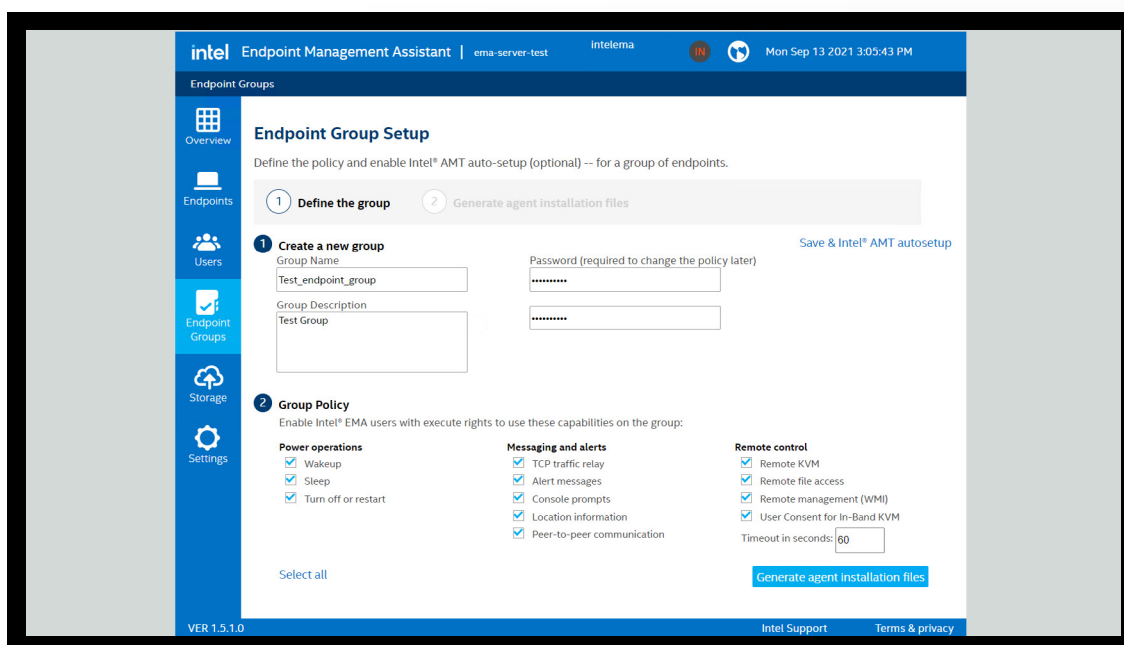 intel Endpoint Management Assistant | ema-server-test intelema IN Mon Sep 13 2021 3:05:43 PM
Endpoint Groups
Overview
Endpoints
Users
Endpoint
Groups
Storage
Settings
Endpoint Group Setup
Define the policy and enable Intel® AMT auto-setup (optional) -- for a group of endpoints.
1 Define the group 2 Generate agent installation files
1 Create a new group Save & Intel® AMT autosetup
Group Name Password (required to change the policy later)
Test_endpoint_group ••••••••••
Group Description
Test Group ••••••••••
2 Group Policy
Enable Intel® EMA users with execute rights to use these capabilities on the group:
Power operations Messaging and alerts Remote control
Wakeup TCP traffic relay Remote KVM
Sleep Alert messages Remote file access
Turn off or restart Console prompts Remote management (WMI)
Location information User Consent for In-Band KVM
Peer-to-peer communication Timeout in seconds: 60
Select all Generate agent installation files
VER 1.5.1.0 Intel Support Terms & privacy